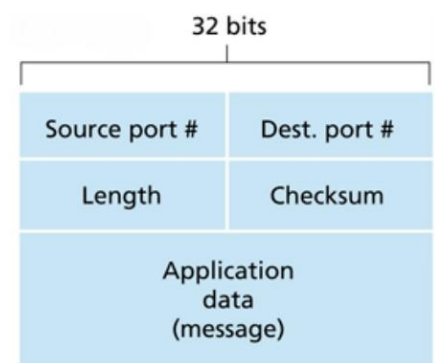 32 bits
Source port #
Dest. port #
Length
Checksum
Application
data
(message)